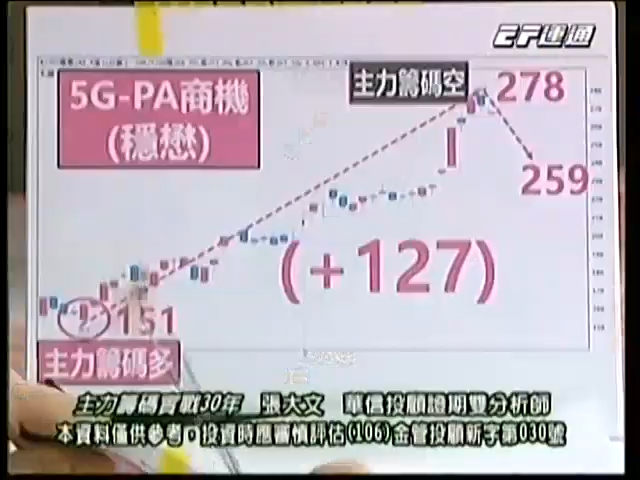 EF運通
5G-PA商機
(穩懋)
主力籌碼空
278
259
(+127)
151
主力籌碼多
主力籌碼實戰30年 張大文 華信投顧證期雙分析師
本資料僅供參考，投資時應審慎評估(106)金管投顧新字第030號